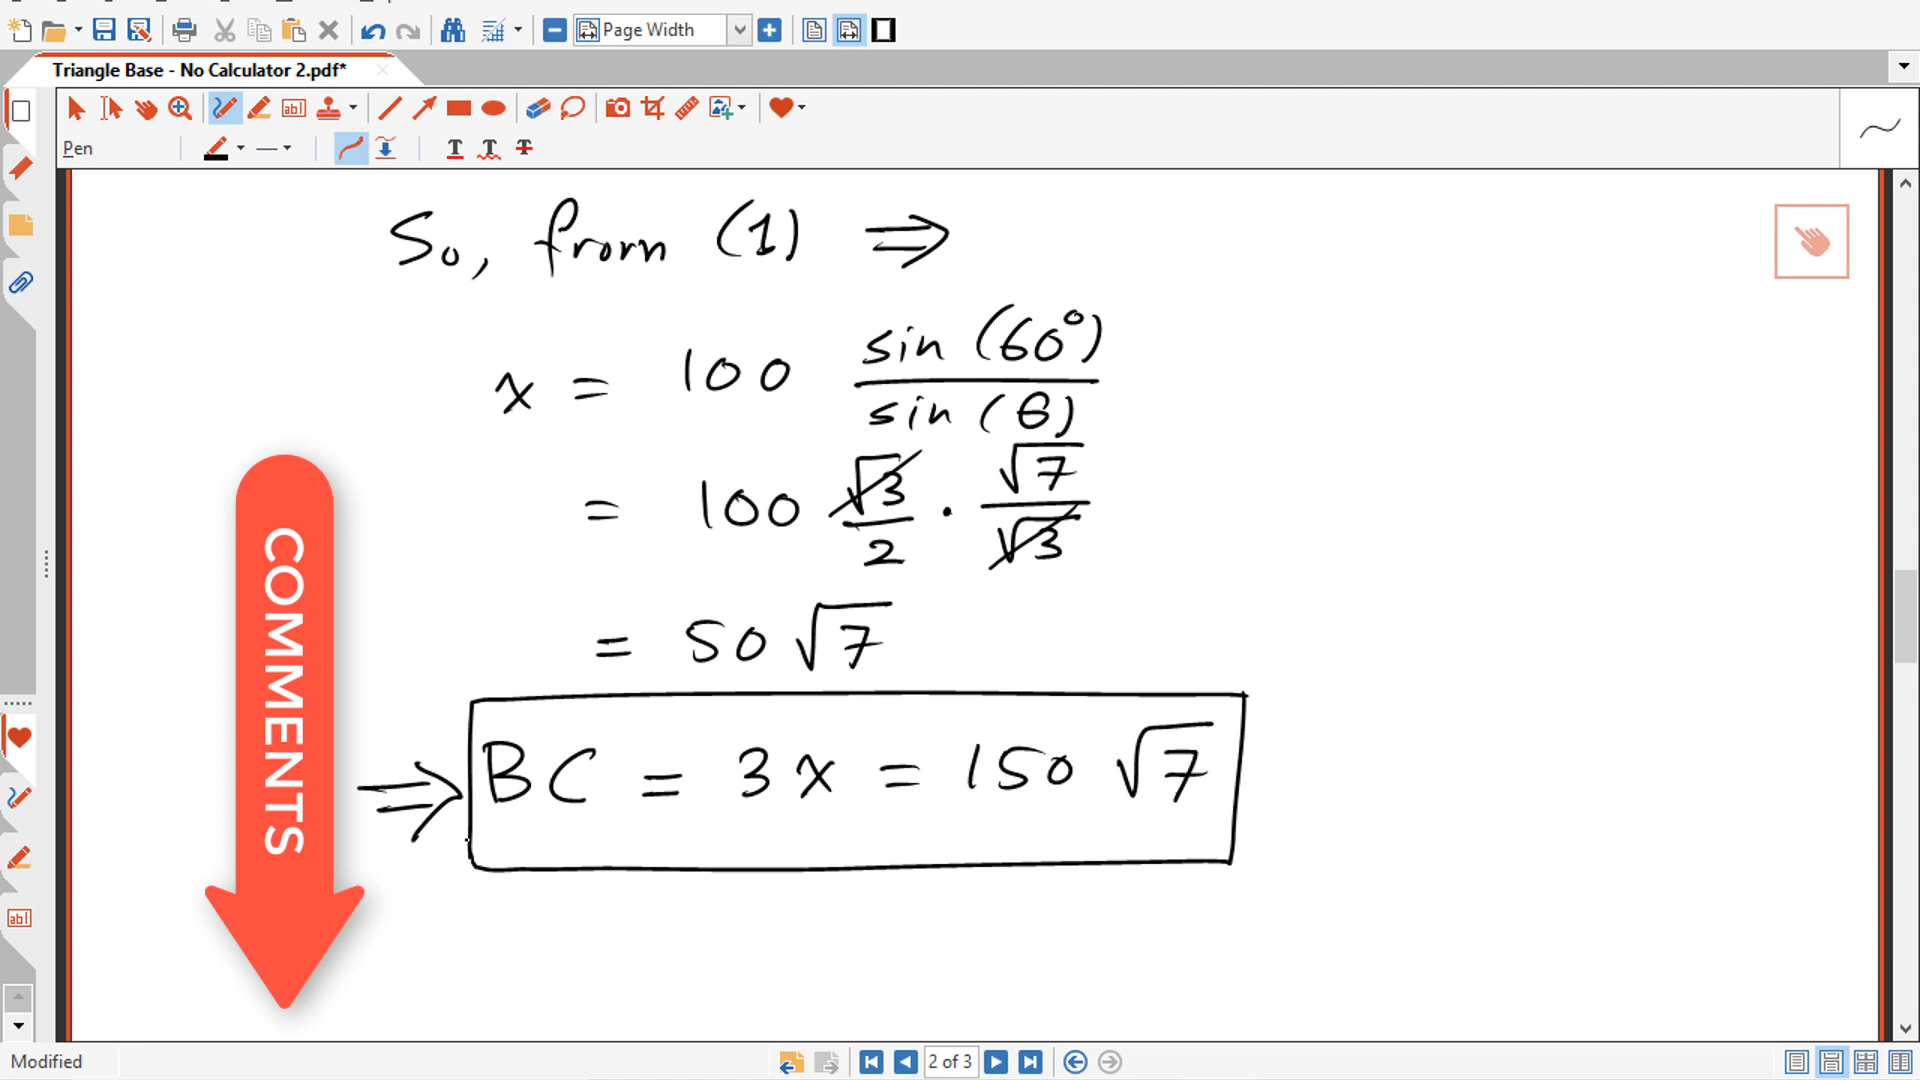 Page Width
Triangle Base - No Calculator 2.pdf*
Pen
So, from (1) ⇒
x = 100 sin (60°) / sin (θ)
= 100 √3/2 · √7/√3
= 50 √7
⇒ BC = 3x = 150 √7
COMMENTS
Modified
2 of 3